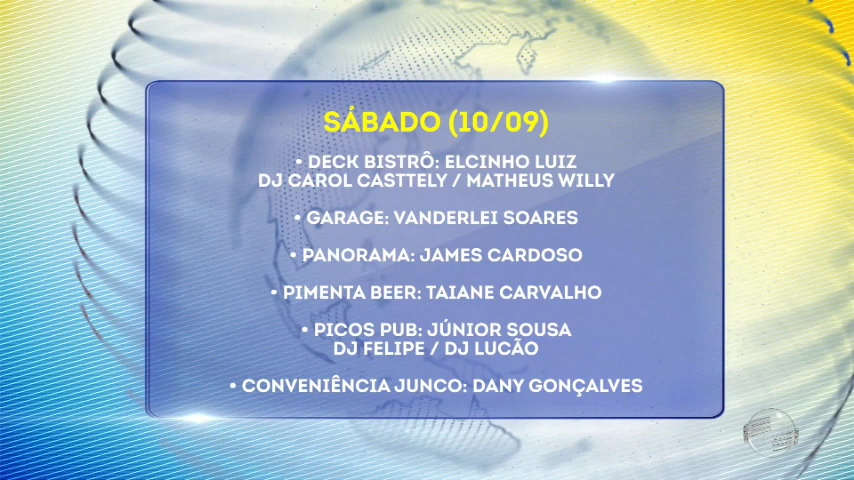 SÁBADO (10/09)
• DECK BISTRÔ: ELCINHO LUIZ
DJ CAROL CASTTELY / MATHEUS WILLY
• GARAGE: VANDERLEI SOARES
• PANORAMA: JAMES CARDOSO
• PIMENTA BEER: TAIANE CARVALHO
• PICOS PUB: JÚNIOR SOUSA
DJ FELIPE / DJ LUCÃO
• CONVENIÊNCIA JUNCO: DANY GONÇALVES